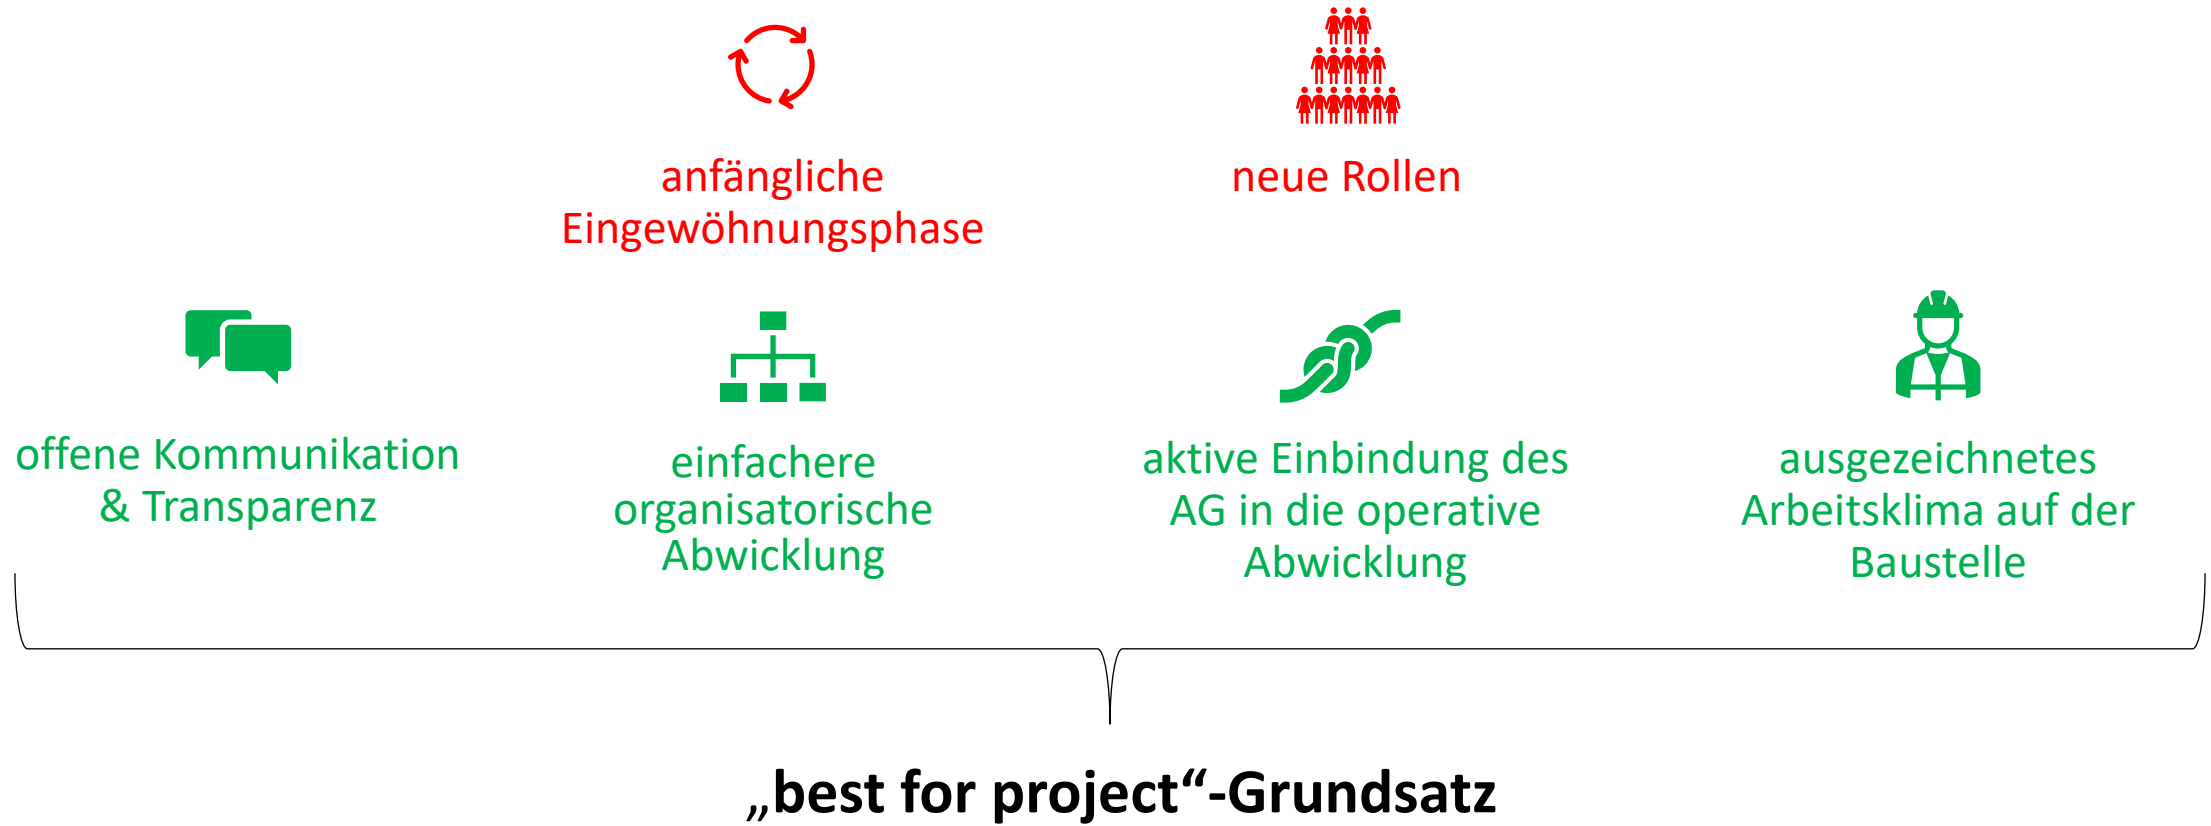 anfängliche
Eingewöhnungsphase
neue Rollen
offene Kommunikation
& Transparenz
einfachere
organisatorische
Abwicklung
aktive Einbindung des
AG in die operative
Abwicklung
ausgezeichnetes
Arbeitsklima auf der
Baustelle
„best for project“-Grundsatz